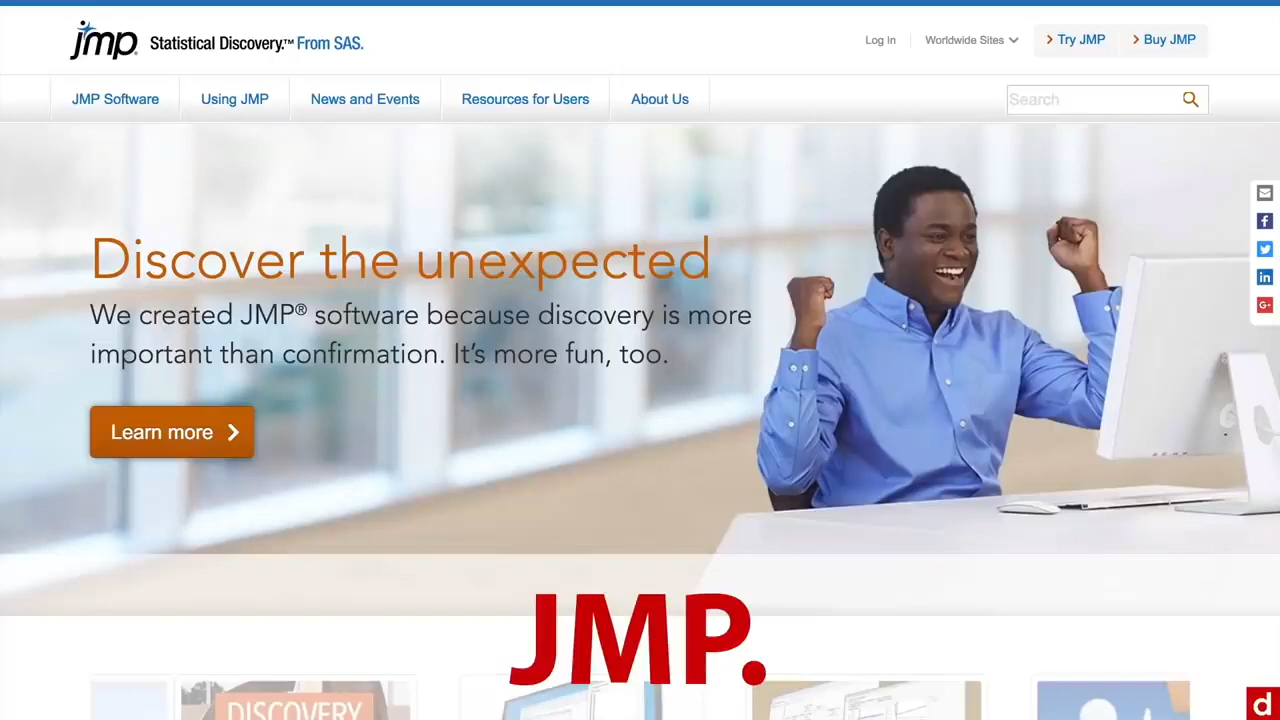 jmp Statistical Discovery.™ From SAS.
Log In
Worldwide Sites
Try JMP
Buy JMP
JMP Software
Using JMP
News and Events
Resources for Users
About Us
Search
Discover the unexpected
We created JMP® software because discovery is more
important than confirmation. It's more fun, too.
Learn more
JMP.
DISCOVERY
d